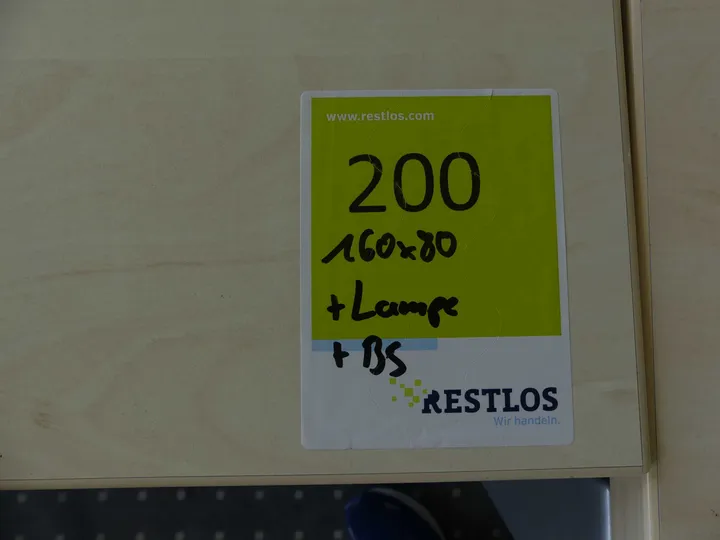 www.restlos.com
200
160x80
+ Lampe
+ BS
RESTLOS
Wir handeln.